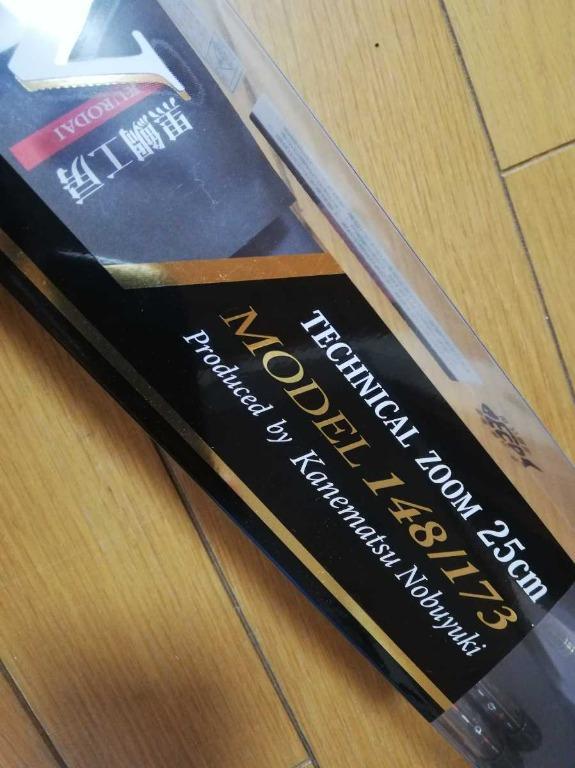 黒鯛工房
KURODAI
TECHNICAL ZOOM 25cm
MODEL 148/173
Produced by Kanematsu Nobuyuki